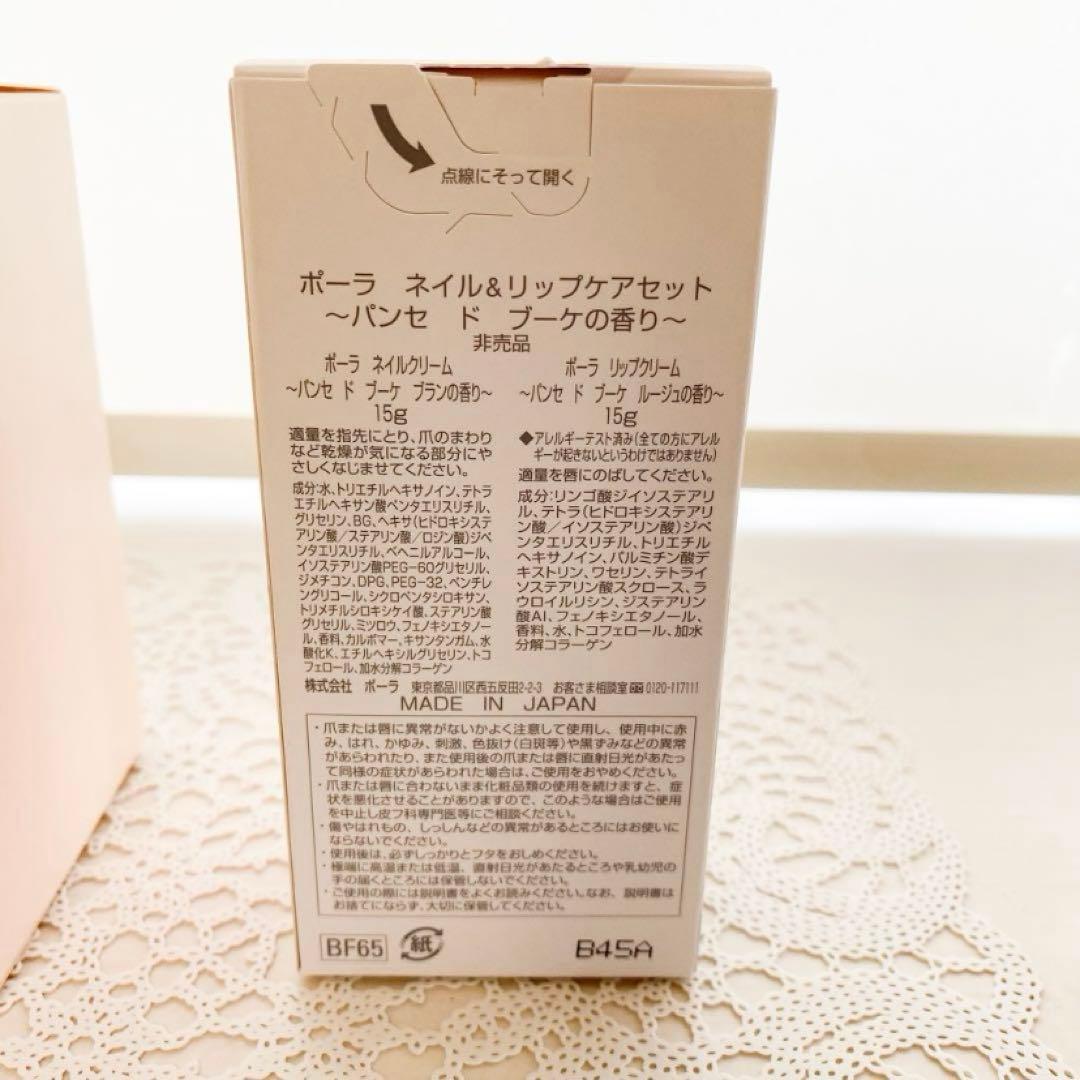 点線にそって開く
ポーラ ネイル&リップケアセット
~パンセ ド ブーケの香り~
非売品
ポーラ ネイルクリーム
~パンセ ド ブーケ ブランの香り~
15g
適量を指先にとり、爪のまわり
など乾燥が気になる部分にや
さしくなじませてください。
成分:水、トリエチルヘキサノイン、テトラ
エチルヘキサン酸ペンタエリスリチル、
グリセリン、BG、ヘキサ(ヒドロキシステ
アリン酸/ステアリン酸/ロジン酸)ジペ
ンタエリスリチル、ベヘニルアルコール、
イソステアリン酸PEG-60グリセリル、
ジメチコン、DPG、PEG-32、ペンチレ
ングリコール、シクロペンタシロキサン、
トリメチルシロキシケイ酸、ステアリン酸
グリセリル、ミツロウ、フェノキシエタノー
ル、香料、カルボマー、キサンタンガム、水
酸化K、エチルヘキシルグリセリン、トコ
フェロール、加水分解コラーゲン
ポーラ リップクリーム
~パンセ ド ブーケ ルージュの香り~
15g
◆アレルギーテスト済み(全ての方にアレル
ギーが起きないというわけではありません)
適量を唇にのばしてください。
成分:リンゴ酸ジイソステアリ
ル、テトラ(ヒドロキシステアリ
ン酸/イソステアリン酸)ジペ
ンタエリスリチル、トリエチル
ヘキサノイン、パルミチン酸デ
キストリン、ワセリン、テトライ
ソステアリン酸スクロース、ラ
ウロイルリシン、ジステアリン
酸Al、フェノキシエタノール、
香料、水、トコフェロール、加水
分解コラーゲン
株式会社 ポーラ 東京都品川区西五反田2-2-3 お客さま相談室 0120-117111
MADE IN JAPAN
・爪または唇に異常がないかよく注意して使用し、使用中に赤
み、はれ、かゆみ、刺激、色抜け(白斑等)や黒ずみなどの異常
があらわれたり、また使用後の爪または唇に直射日光があたっ
て同様の症状があらわれた場合は、ご使用をおやめください。
・爪または唇に合わないまま化粧品類の使用を続けますと、症
状を悪化させることがありますので、このような場合はご使用
を中止し皮フ科専門医等にご相談ください。
・傷やはれもの、しっしんなどの異常があるところにはお使いに
ならないでください。
・使用後は、必ずしっかりとフタをおしめください。
・極端に高温または低温、直射日光があたるところや乳幼児の
手の届くところには保管しないでください。
・ご使用の際には説明書をよくお読みください。なお、説明書は
お捨てにならず、大切に保管してください。
BF65 紙 B45A